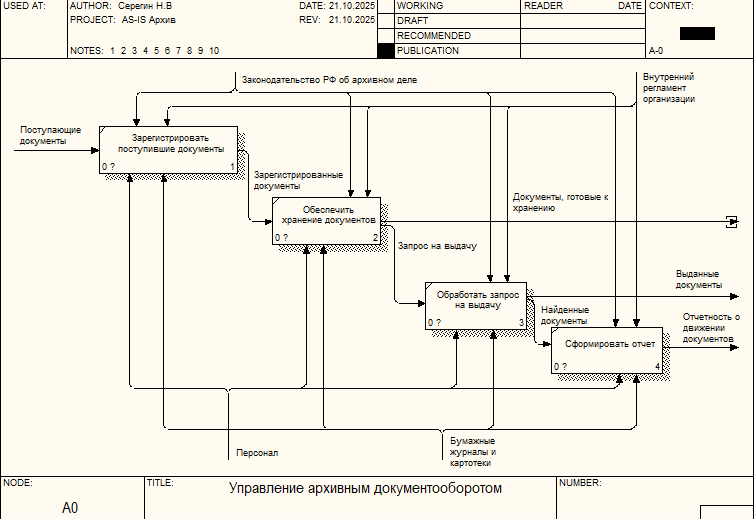 USED AT:
AUTHOR: Серегин Н.В
DATE: 21.10.2025
WORKING
READER
DATE
CONTEXT:
PROJECT: AS-IS Архив
REV: 21.10.2025
DRAFT
RECOMMENDED
NOTES: 1 2 3 4 5 6 7 8 9 10
PUBLICATION
A-0
Законодательство РФ об архивном деле
Внутренний
регламент
организации
Поступающие
документы
Зарегистрировать
поступившие документы
0 ?
1
Зарегистрированные
документы
Обеспечить
хранение документов
0 ?
2
Документы, готовые к
хранению
Запрос на выдачу
Обработать запрос
на выдачу
0 ?
3
Выданные
документы
Найденные
документы
Отчетность о
движении
документов
Сформировать отчет
0 ?
4
Персонал
Бумажные
журналы и
картотеки
NODE:
TITLE:
NUMBER:
A0
Управление архивным документооборотом